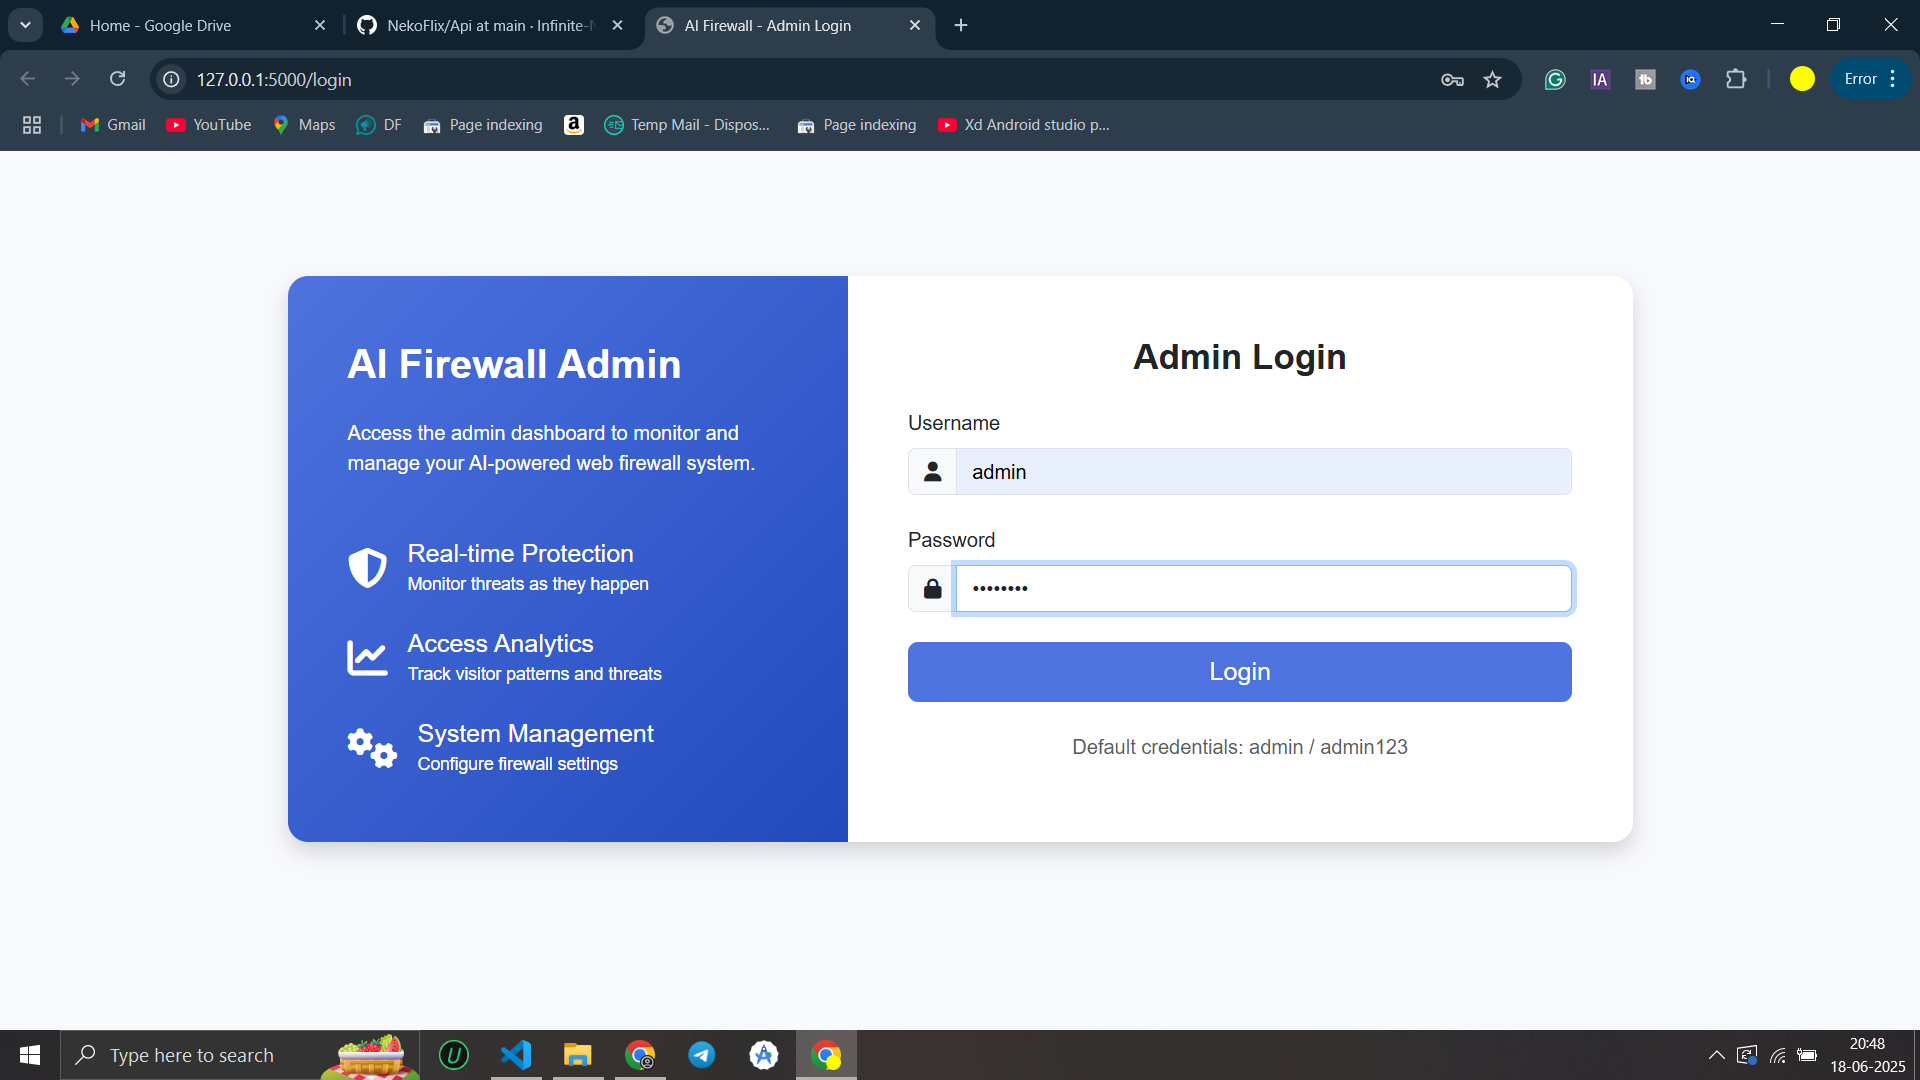 Home - Google Drive
NekoFlix/Api at main · Infinite-
AI Firewall - Admin Login
127.0.0.1:5000/login
IA
tb
IQ
Error
Gmail
YouTube
Maps
DF
Page indexing
a
Temp Mail - Dispos...
Page indexing
Xd Android studio p...
AI Firewall Admin
Access the admin dashboard to monitor and
manage your AI-powered web firewall system.
Real-time Protection
Monitor threats as they happen
Access Analytics
Track visitor patterns and threats
System Management
Configure firewall settings
Admin Login
Username
admin
Password
••••••••
Login
Default credentials: admin / admin123
Type here to search
U
20:48
18-06-2025